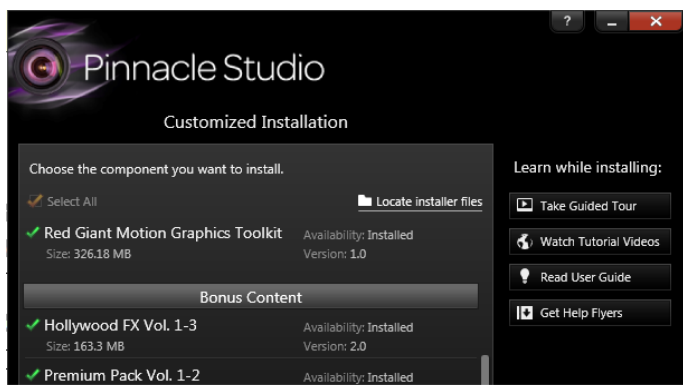 ?
Pinnacle Studio
Customized Installation
Choose the component you want to install.
Select All
Locate installer files
Red Giant Motion Graphics Toolkit
Availability: Installed
Size: 326.18 MB
Version: 1.0
Bonus Content
Hollywood FX Vol. 1-3
Availability: Installed
Size: 163.3 MB
Version: 2.0
Premium Pack Vol. 1-2
Availability: Installed
Learn while installing:
Take Guided Tour
Watch Tutorial Videos
Read User Guide
Get Help Flyers